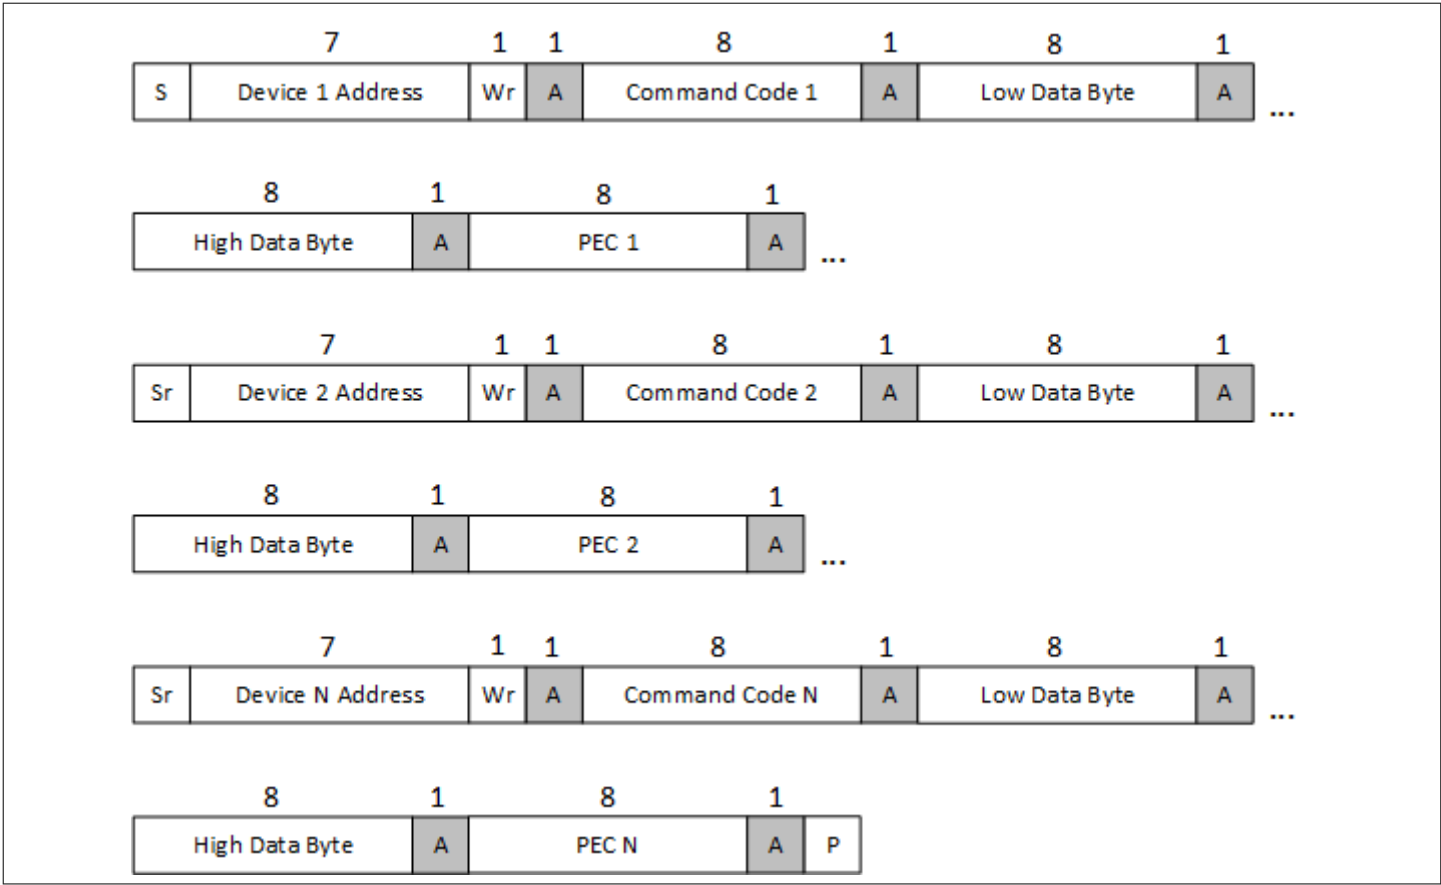 7 1 1 8 1 8 1
S Device 1 Address Wr A Command Code 1 A Low Data Byte A ...
8 1 8 1
High Data Byte A PEC 1 A ...
7 1 1 8 1 8 1
Sr Device 2 Address Wr A Command Code 2 A Low Data Byte A ...
8 1 8 1
High Data Byte A PEC 2 A ...
7 1 1 8 1 8 1
Sr Device N Address Wr A Command Code N A Low Data Byte A ...
8 1 8 1
High Data Byte A PEC N A P